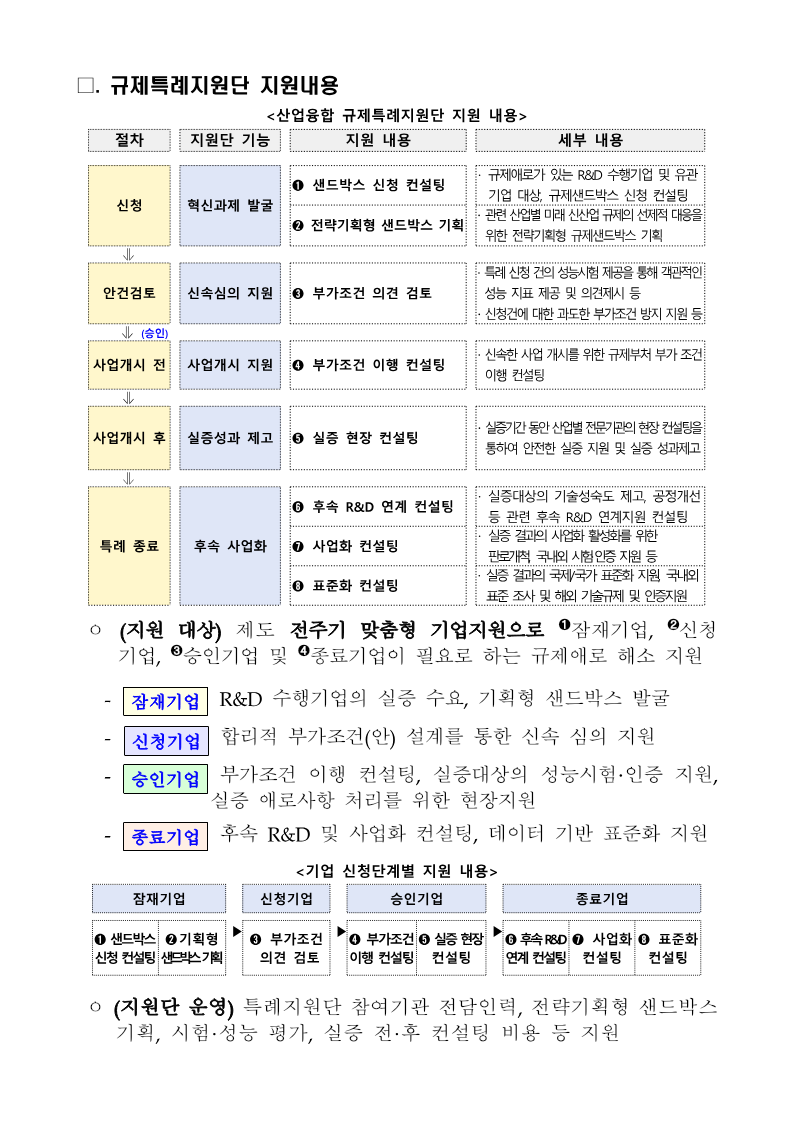 □. 규제특례지원단 지원내용
<산업융합 규제특례지원단 지원 내용>
절차 지원단 기능 지원 내용 세부 내용
신청 혁신과제 발굴
❶ 샌드박스 신청 컨설팅
· 규제애로가 있는 R&D 수행기업 및 유관
기업 대상, 규제샌드박스 신청 컨설팅
❷ 전략기획형 샌드박스 기획
· 관련 산업별 미래 신산업 규제의 선제적 대응을
위한 전략기획형 규제샌드박스 기획
⇓
안건검토 신속심의 지원 ❸ 부가조건 의견 검토
· 특례 신청 건의 성능시험 제공을 통해 객관적인
성능 지표 제공 및 의견제시 등
· 신청건에 대한 과도한 부가조건 방지 지원 등
⇓ (승인)
사업개시 전 사업개시 지원 ❹ 부가조건 이행 컨설팅
· 신속한 사업 개시를 위한 규제부처 부가 조건
이행 컨설팅
⇓
사업개시 후 실증성과 제고 ❺ 실증 현장 컨설팅
· 실증기간 동안 산업별 전문기관의 현장 컨설팅을
통하여 안전한 실증 지원 및 실증 성과제고
⇓
특례 종료 후속 사업화
❻ 후속 R&D 연계 컨설팅
· 실증대상의 기술성숙도 제고, 공정개선
등 관련 후속 R&D 연계지원 컨설팅
❼ 사업화 컨설팅
· 실증 결과의 사업화 활성화를 위한
판로개척, 국내외 시험인증 지원 등
❽ 표준화 컨설팅
· 실증 결과의 국제/국가 표준화 지원, 국내외
표준 조사 및 해외 기술규제 및 인증지원
○ (지원 대상) 제도 전주기 맞춤형 기업지원으로 ❶잠재기업, ❷신청
기업, ❸승인기업 및 ❹종료기업이 필요로 하는 규제애로 해소 지원
- 잠재기업 R&D 수행기업의 실증 수요, 기획형 샌드박스 발굴
- 신청기업 합리적 부가조건(안) 설계를 통한 신속 심의 지원
- 승인기업 부가조건 이행 컨설팅, 실증대상의 성능시험·인증 지원,
실증 애로사항 처리를 위한 현장지원
- 종료기업 후속 R&D 및 사업화 컨설팅, 데이터 기반 표준화 지원
<기업 신청단계별 지원 내용>
잠재기업 신청기업 승인기업 종료기업
❶ 샌드박스 ❷기획형 ▶ ❸ 부가조건 ▶ ❹ 부가조건 ❺ 실증 현장 ▶ ❻후속R&D ❼ 사업화 ❽ 표준화
신청 컨설팅 샌드박스 기획 의견 검토 이행 컨설팅 컨설팅 연계 컨설팅 컨설팅 컨설팅
○ (지원단 운영) 특례지원단 참여기관 전담인력, 전략기획형 샌드박스
기획, 시험·성능 평가, 실증 전·후 컨설팅 비용 등 지원